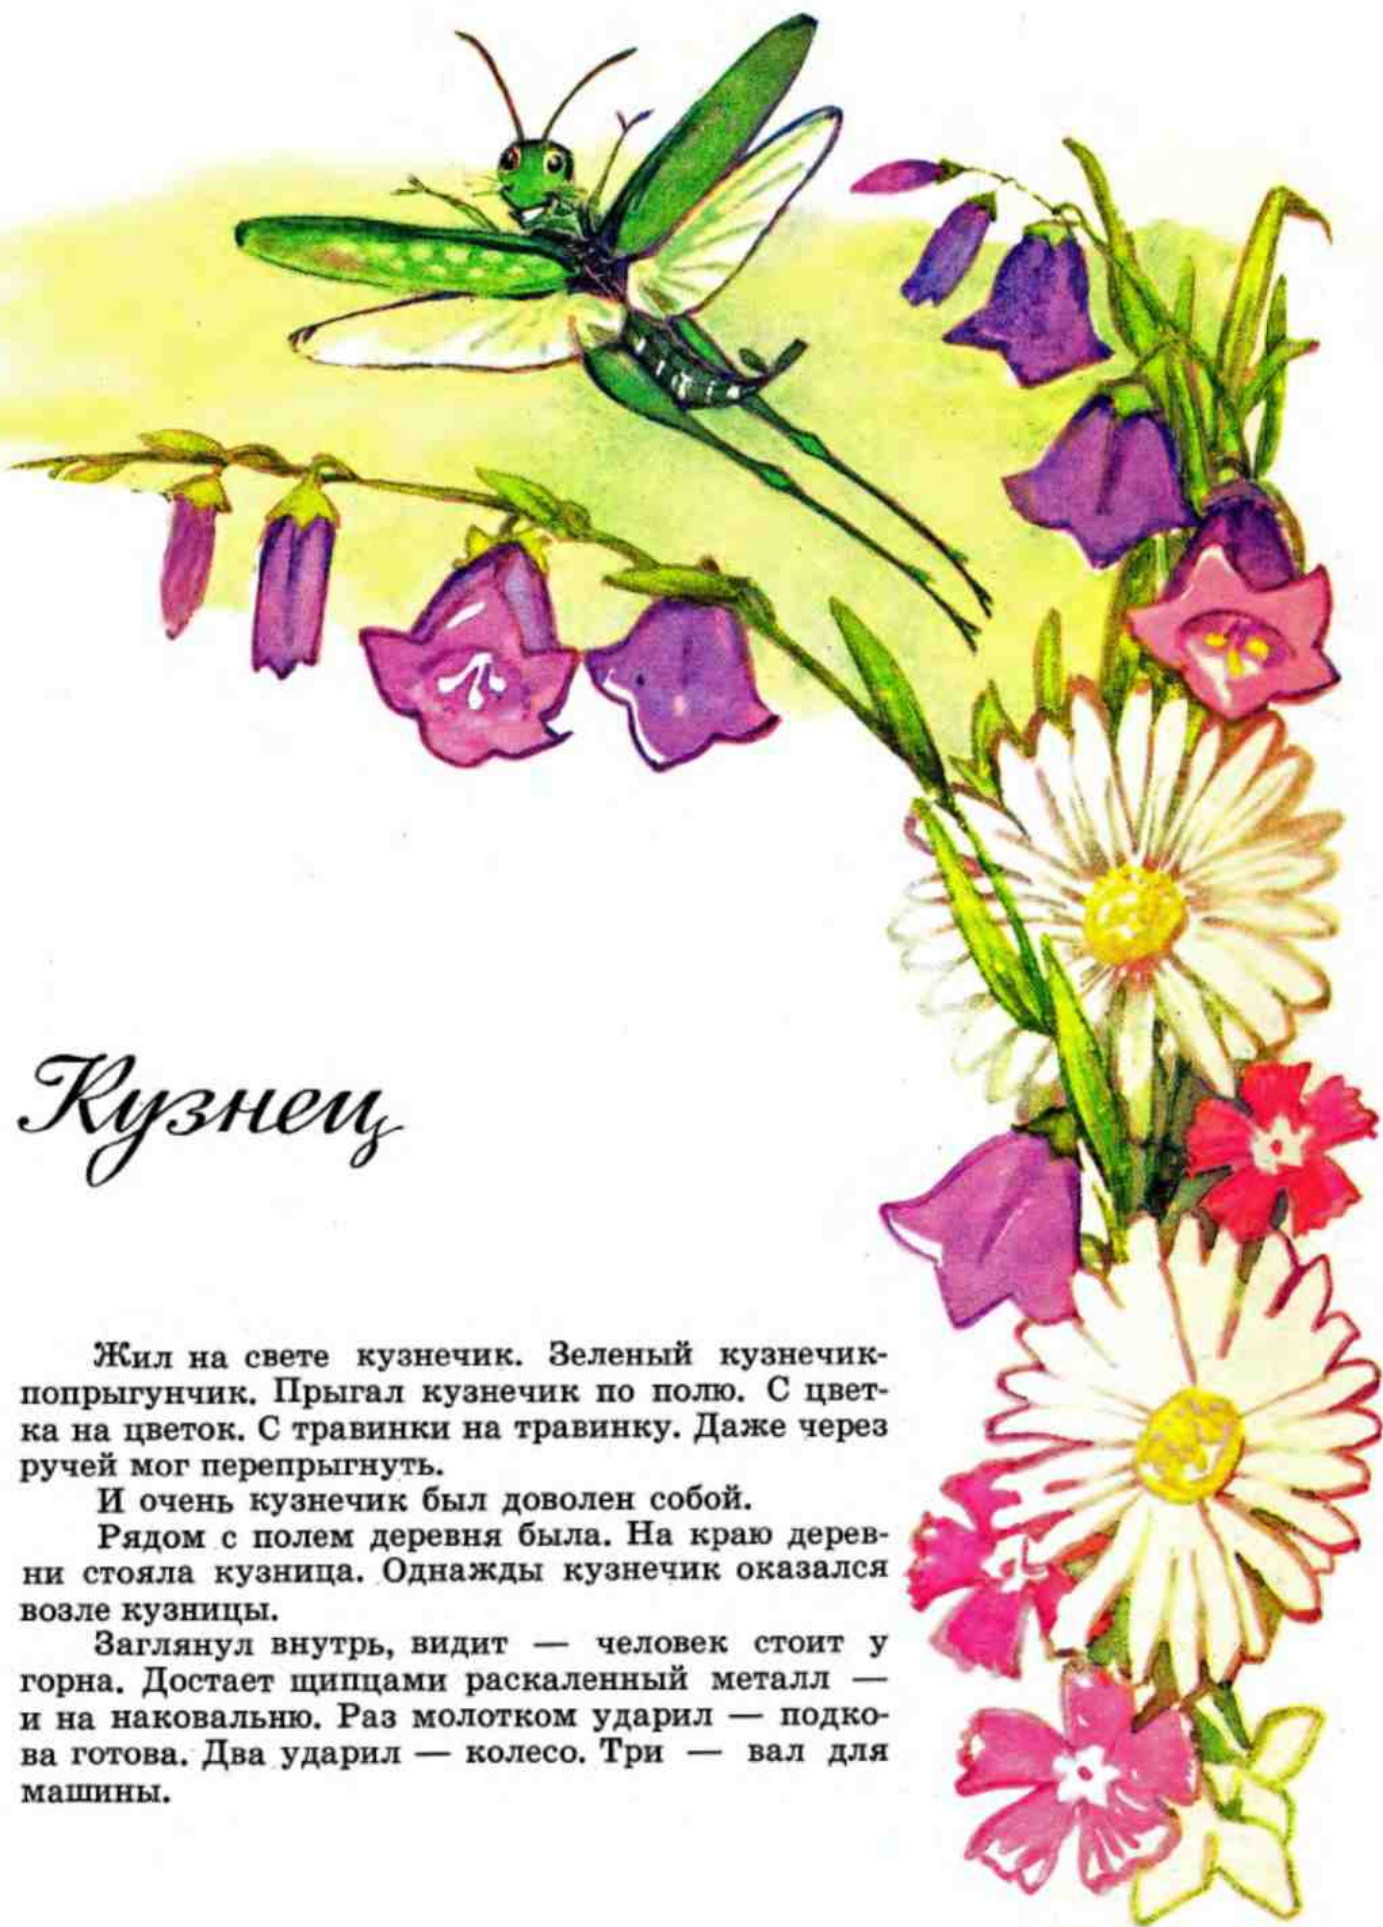 Кузнец
Жил на свете кузнечик. Зеленый кузнечик-
попрыгунчик. Прыгал кузнечик по полю. С цвет-
ка на цветок. С травинки на травинку. Даже через
ручей мог перепрыгнуть.
И очень кузнечик был доволен собой.
Рядом с полем деревня была. На краю дерев-
ни стояла кузница. Однажды кузнечик оказался
возле кузницы.
Заглянул внутрь, видит — человек стоит у
горна. Достает щипцами раскаленный металл —
и на наковальню. Раз молотком ударил — подко-
ва готова. Два ударил — колесо. Три — вал для
машины.